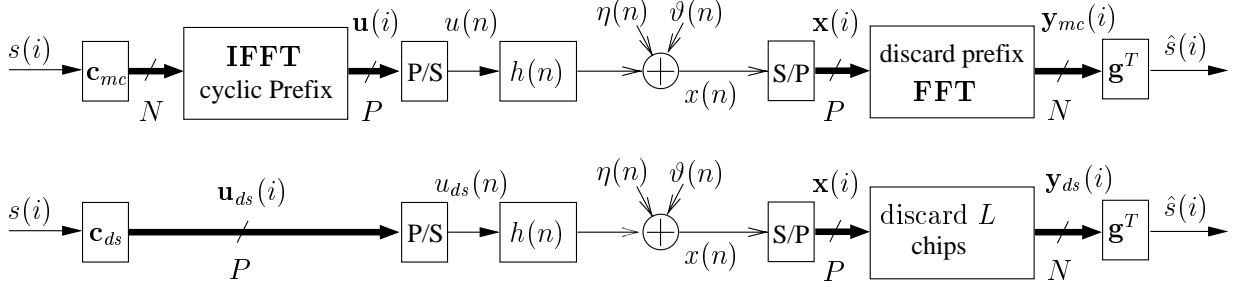 s(i) c_mc N IFFT cyclic Prefix u(i) P P/S u(n) h(n) η(n) ϑ(n) x(n) S/P x(i) P discard prefix FFT y_mc(i) N g^T ŝ(i)
s(i) c_ds u_ds(i) P P/S u_ds(n) h(n) η(n) ϑ(n) x(n) S/P x(i) P discard L chips y_ds(i) N g^T ŝ(i)